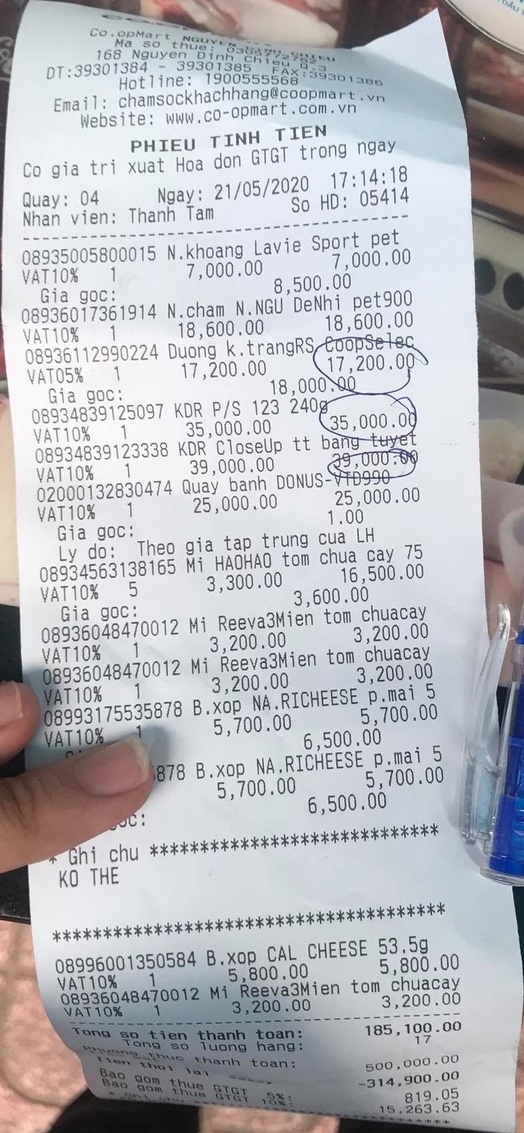 Co.opMart NGUYEN
Ma so thue:
168 Nguyen Dinh Chieu Q.3
DT:39301384 - 39301385 FAX:39301386
Hotline: 1900555568
Email: chamsockhachhang@coopmart.vn
Website: www.co-opmart.com.vn
PHIEU TINH TIEN
Co gia tri xuat Hoa don GTGT trong ngay
Quay: 04 Ngay: 21/05/2020 17:14:18
Nhan vien: Thanh Tam So HD: 05414
08935005800015 N.khoang Lavie Sport pet
VAT10% 1 7,000.00 7,000.00
Gia goc: 8,500.00
08936017361914 N.cham N.NGU DeNhi pet900
VAT10% 1 18,600.00 18,600.00
08936112990224 Duong k.trangRS CoopSelec
VAT05% 1 17,200.00 17,200.00
Gia goc: 18,000.00
08934839125097 KDR P/S 123 240g
VAT10% 1 35,000.00 35,000.00
08934839123338 KDR CloseUp tt bang tuyet
VAT10% 1 39,000.00 39,000.00
02000132830474 Quay banh DONUS-VTD990
VAT10% 1 25,000.00 25,000.00
Gia goc: 1.00
Ly do: Theo gia tap trung cua LH
08934563138165 Mi HAOHAO tom chua cay 75
VAT10% 5 3,300.00 16,500.00
Gia goc: 3,600.00
08936048470012 Mi Reeva3Mien tom chuacay
VAT10% 1 3,200.00 3,200.00
08936048470012 Mi Reeva3Mien tom chuacay
VAT10% 1 3,200.00 3,200.00
08993175535878 B.xop NA.RICHEESE p.mai 5
VAT10% 1 5,700.00 5,700.00
6,500.00
5878 B.xop NA.RICHEESE p.mai 5
5,700.00 5,700.00
goc: 6,500.00
* Ghi chu *****************************
KO THE
***************************************
08996001350584 B.xop CAL CHEESE 53.5g
VAT10% 1 5,800.00 5,800.00
08936048470012 Mi Reeva3Mien tom chuacay
VAT10% 1 3,200.00 3,200.00
Tong so tien thanh toan: 185,100.00
Tong so luong hang: 17
Phuong thuc thanh toan:
500,000.00
Tien thoi lai -314,900.00
Bao gom thue GTGT 5%: 819.05
Bao gom thue GTGT 10%: 15,263.63